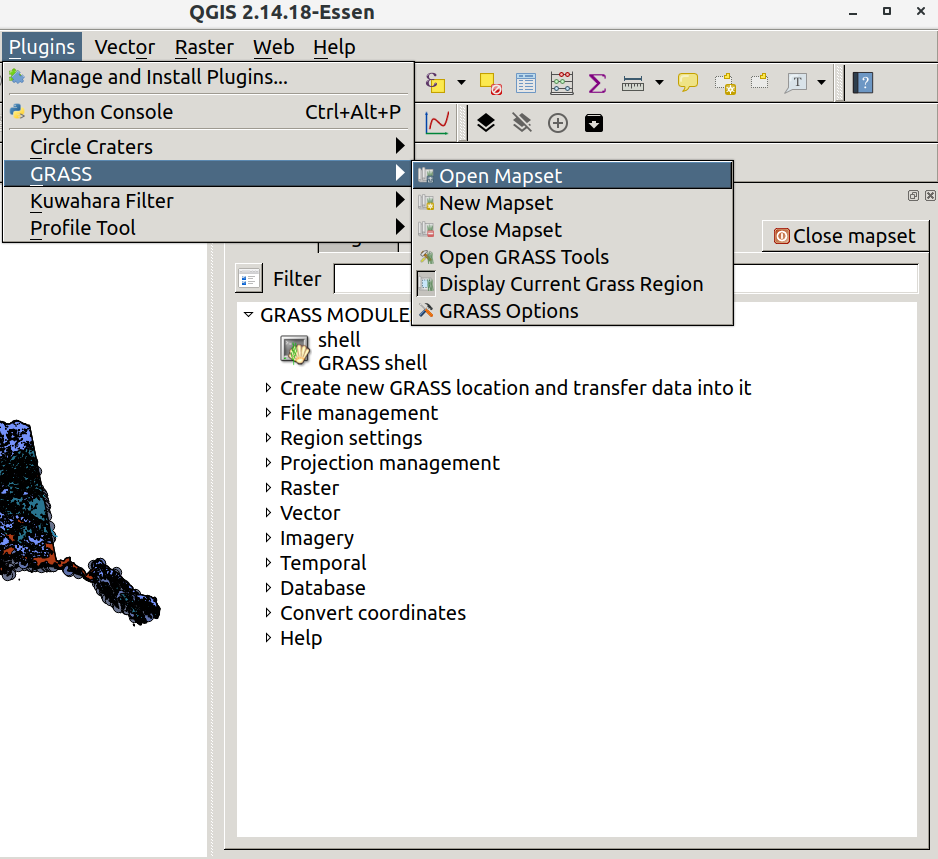 QGIS 2.14.18-Essen
Plugins Vector Raster Web Help
Manage and Install Plugins...
Python Console Ctrl+Alt+P
Circle Craters
GRASS
Kuwahara Filter
Profile Tool
Open Mapset
New Mapset
Close Mapset
Open GRASS Tools
Display Current Grass Region
GRASS Options
Close mapset
Filter
GRASS MODULE
shell
GRASS shell
Create new GRASS location and transfer data into it
File management
Region settings
Projection management
Raster
Vector
Imagery
Temporal
Database
Convert coordinates
Help